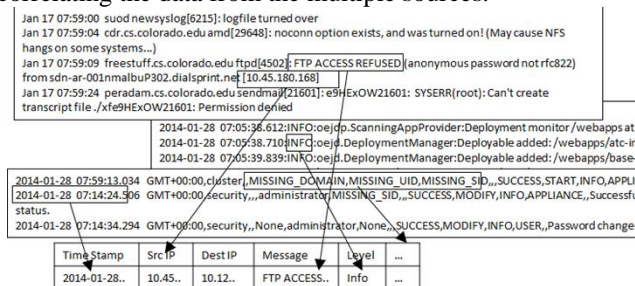 correlating the data from the multiple sources.
Jan 17 07:59:00 suod newsyslog[6215]: logfile turned over
Jan 17 07:59:04 cdr.cs.colorado.edu amd[29648]: noconn option exists, and was turned on! (May cause NFS
hangs on some systems...)
Jan 17 07:59:09 freestuff.cs.colorado.edu ftpd[4502]: FTP ACCESS REFUSED (anonymous password not rfc822)
from sdn-ar-001nmalbuP302.dialsprint.net [10.45.180.168]
Jan 17 07:59:24 peradam.cs.colorado.edu sendmail[21601]: e9HExOW21601: SYSERR(root): Can't create
transcript file ./xfe9HExOW21601: Permission denied
2014-01-28 07:05:38.612:INFO:oejdp.ScanningAppProvider:Deployment monitor /webapps at
2014-01-28 07:05:38.710:INFO:oejd.DeploymentManager:Deployable added: /webapps/atc-in
2014-01-28 07:05:39.839:INFO:oejd.DeploymentManager:Deployable added: /webapps/base-
2014-01-28 07:59:13.034 GMT+00:00,cluster,,MISSING_DOMAIN,MISSING_UID,MISSING_SID,,,SUCCESS,START,INFO,APPLI
2014-01-28 07:14:24.506 GMT+00:00,security,,,administrator,MISSING_SID,,,SUCCESS,MODIFY,INFO,APPLIANCE,,Successfu
status.
2014-01-28 07:14:34.294 GMT+00:00,security,,None,administrator,None,,SUCCESS,MODIFY,INFO,USER,,Password changed
Time Stamp Src IP Dest IP Message Level ...
2014-01-28.. 10.45.. 10.12.. FTP ACCESS.. Info ...